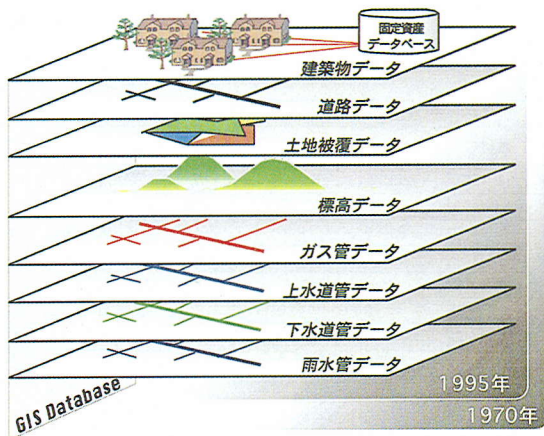 固定資産
データベース
建築物データ
道路データ
土地被覆データ
標高データ
ガス管データ
上水道管データ
下水道管データ
雨水管データ
GIS Database
1995年
1970年